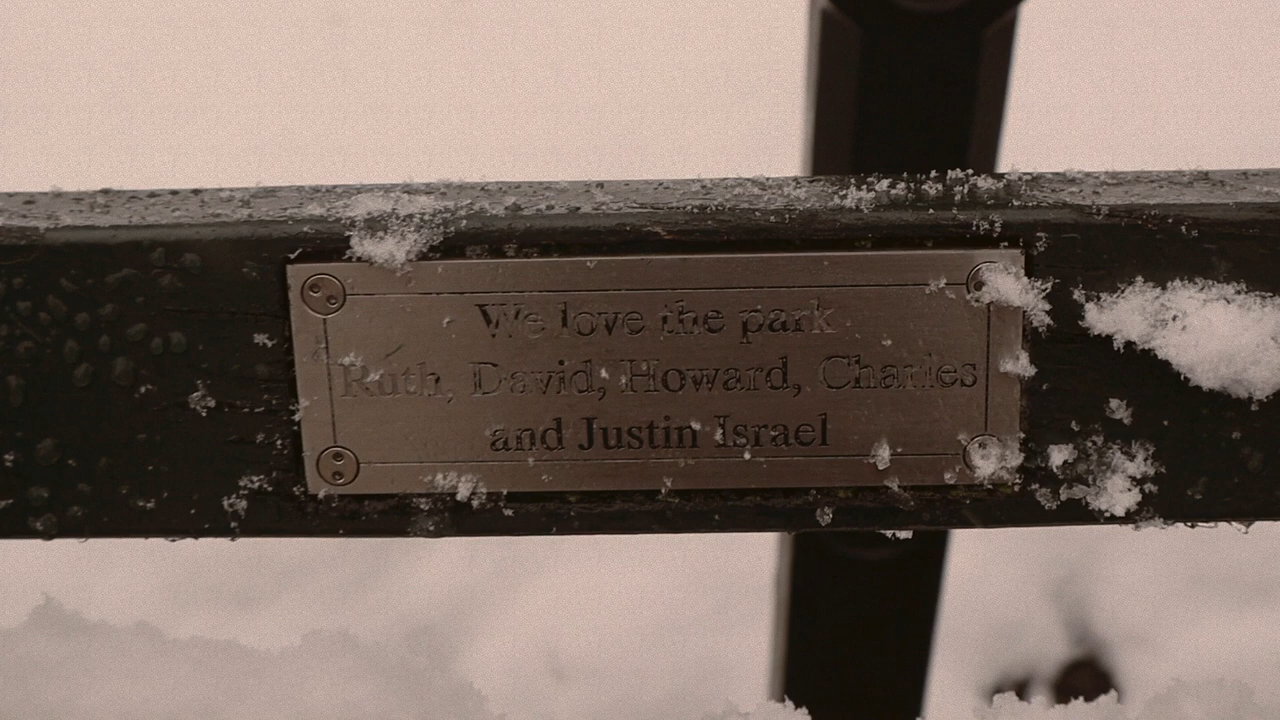 We love the park
Ruth, David, Howard, Charles
and Justin Israel